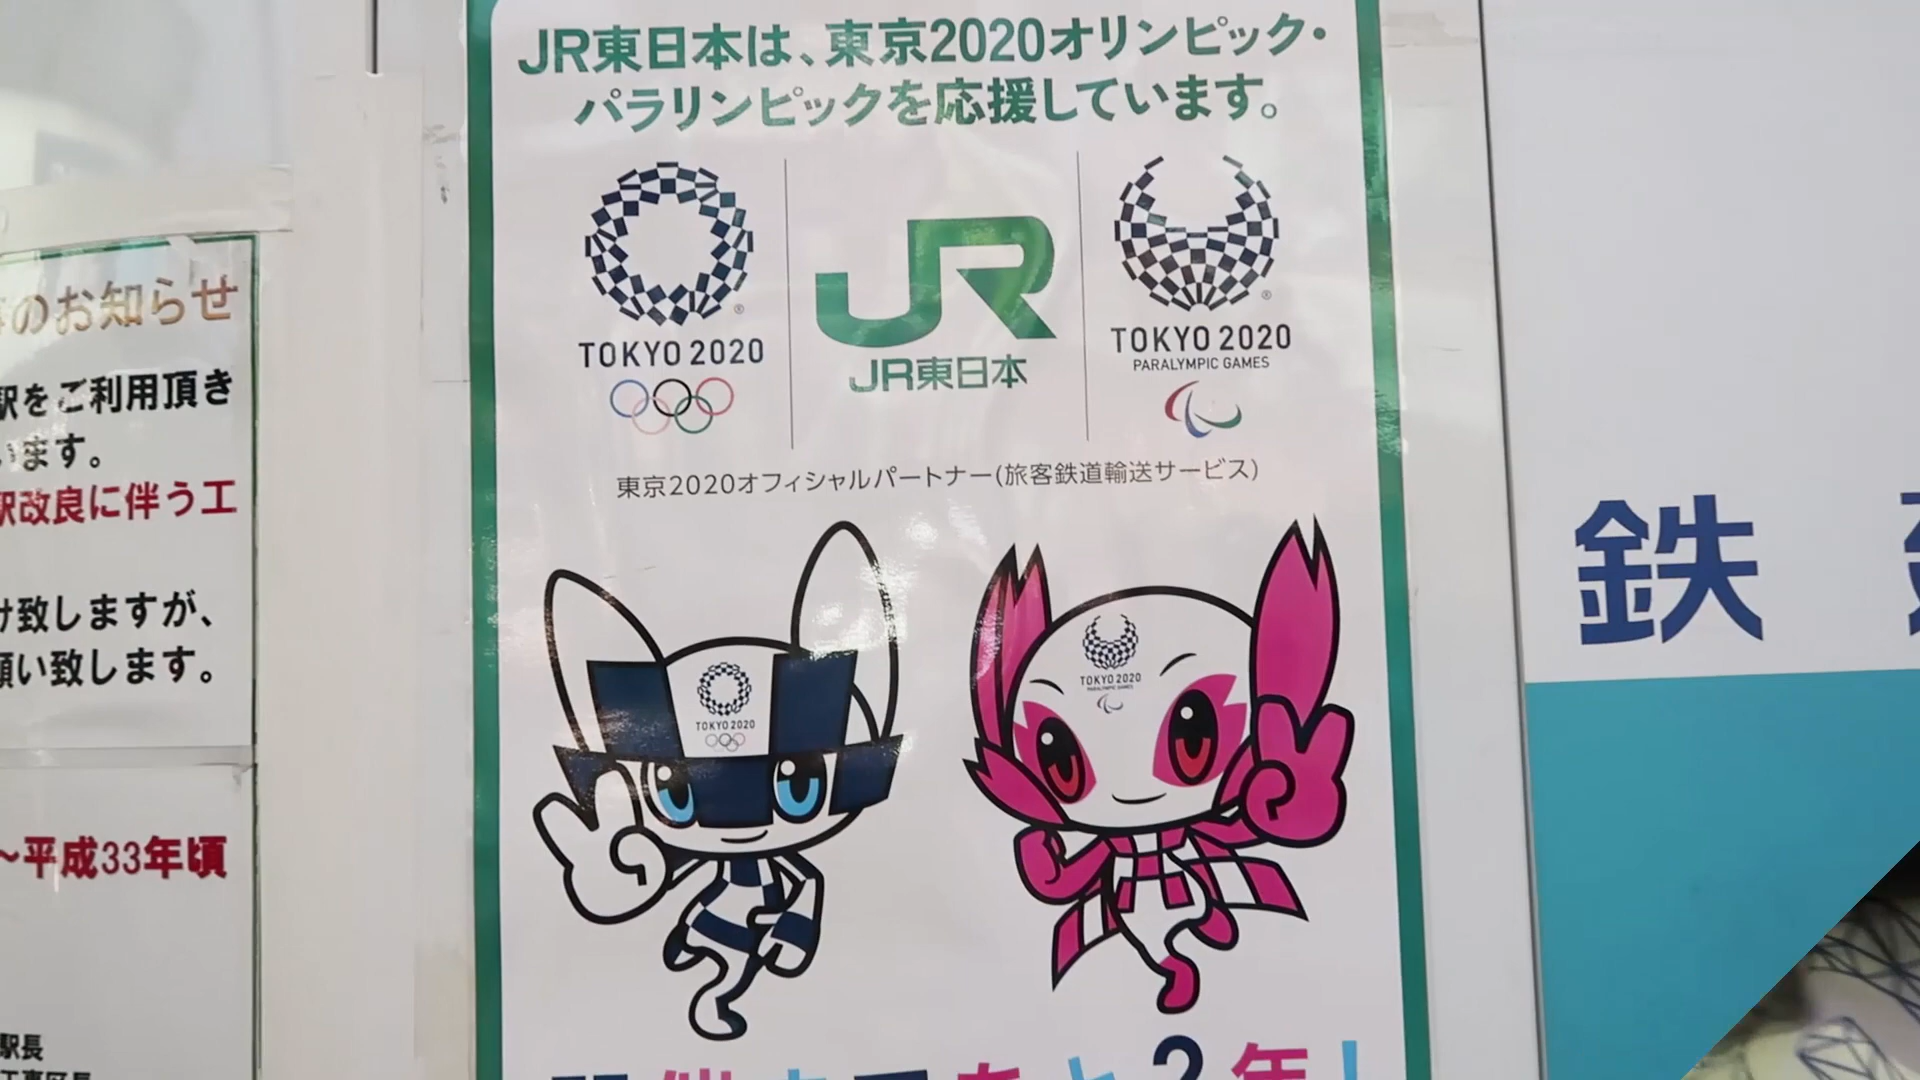 JR東日本は、東京2020オリンピック・
パラリンピックを応援しています。
TOKYO 2020
JR
JR東日本
TOKYO 2020
PARALYMPIC GAMES
東京2020オフィシャルパートナー(旅客鉄道輸送サービス)
TOKYO 2020
TOKYO 2020
PARALYMPIC GAMES
2年!
のお知らせ
駅をご利用頂き
ます。
駅改良に伴う工
け致しますが、
願い致します。
～平成33年頃
駅長
鉄